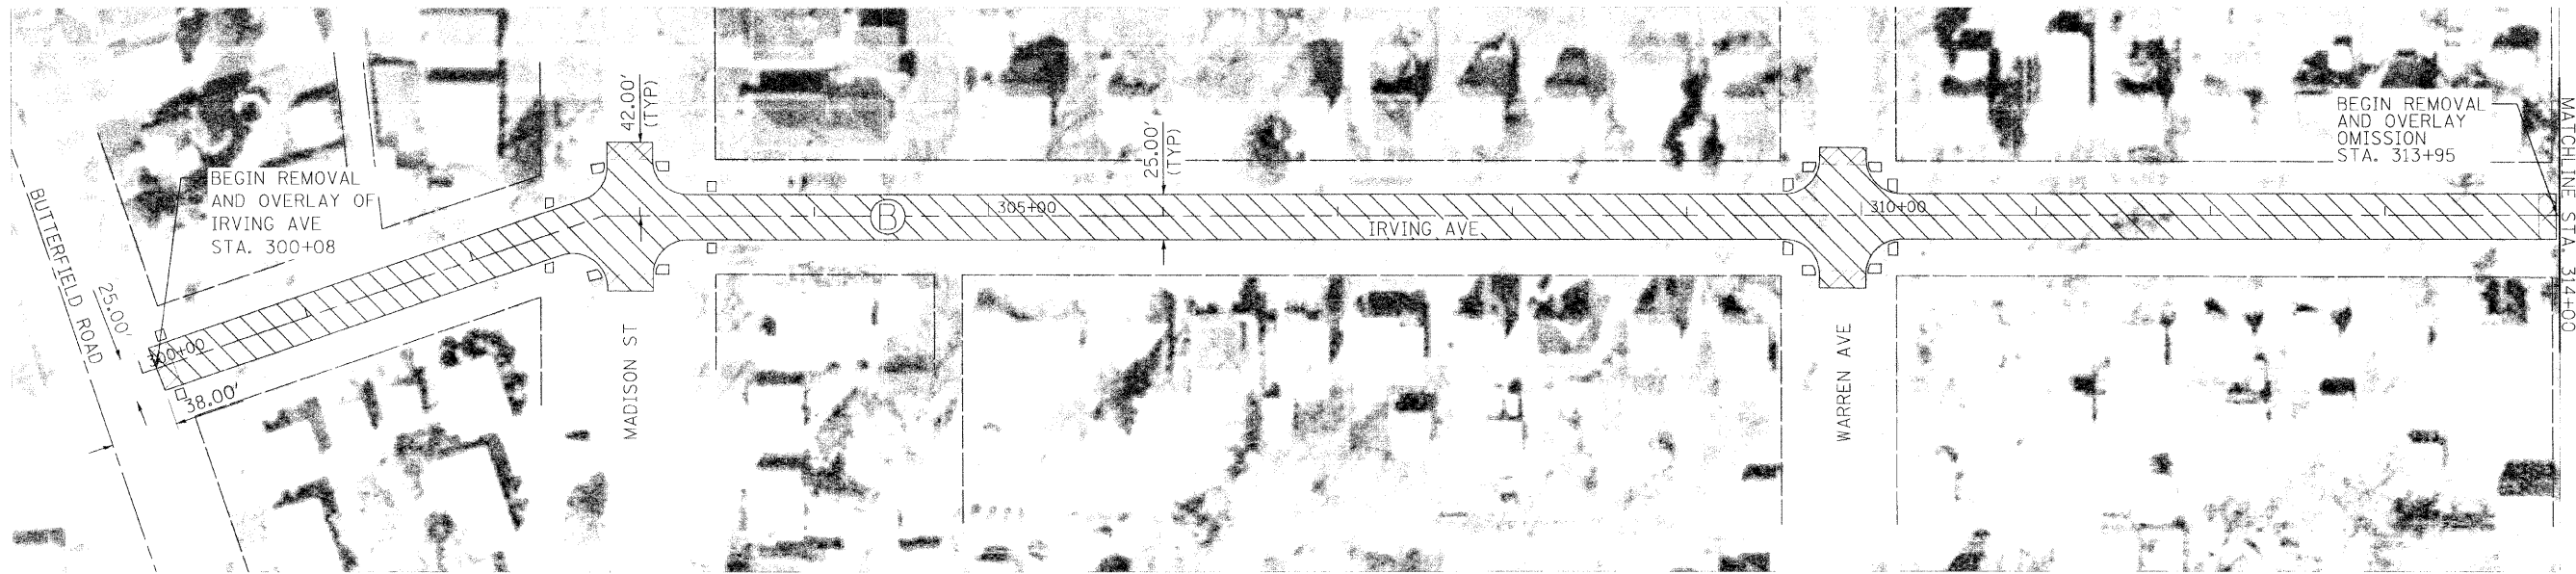 BEGIN REMOVAL
AND OVERLAY OF
IRVING AVE
STA. 300+08
BUTTERFIELD ROAD
25.00'
300+00
38.00'
42.00'
(TYP)
MADISON ST
B
305+00
25.00'
(TYP)
IRVING AVE
310+00
WARREN AVE
BEGIN REMOVAL
AND OVERLAY
OMISSION
STA. 313+95
MATCHLINE STA. 314+00